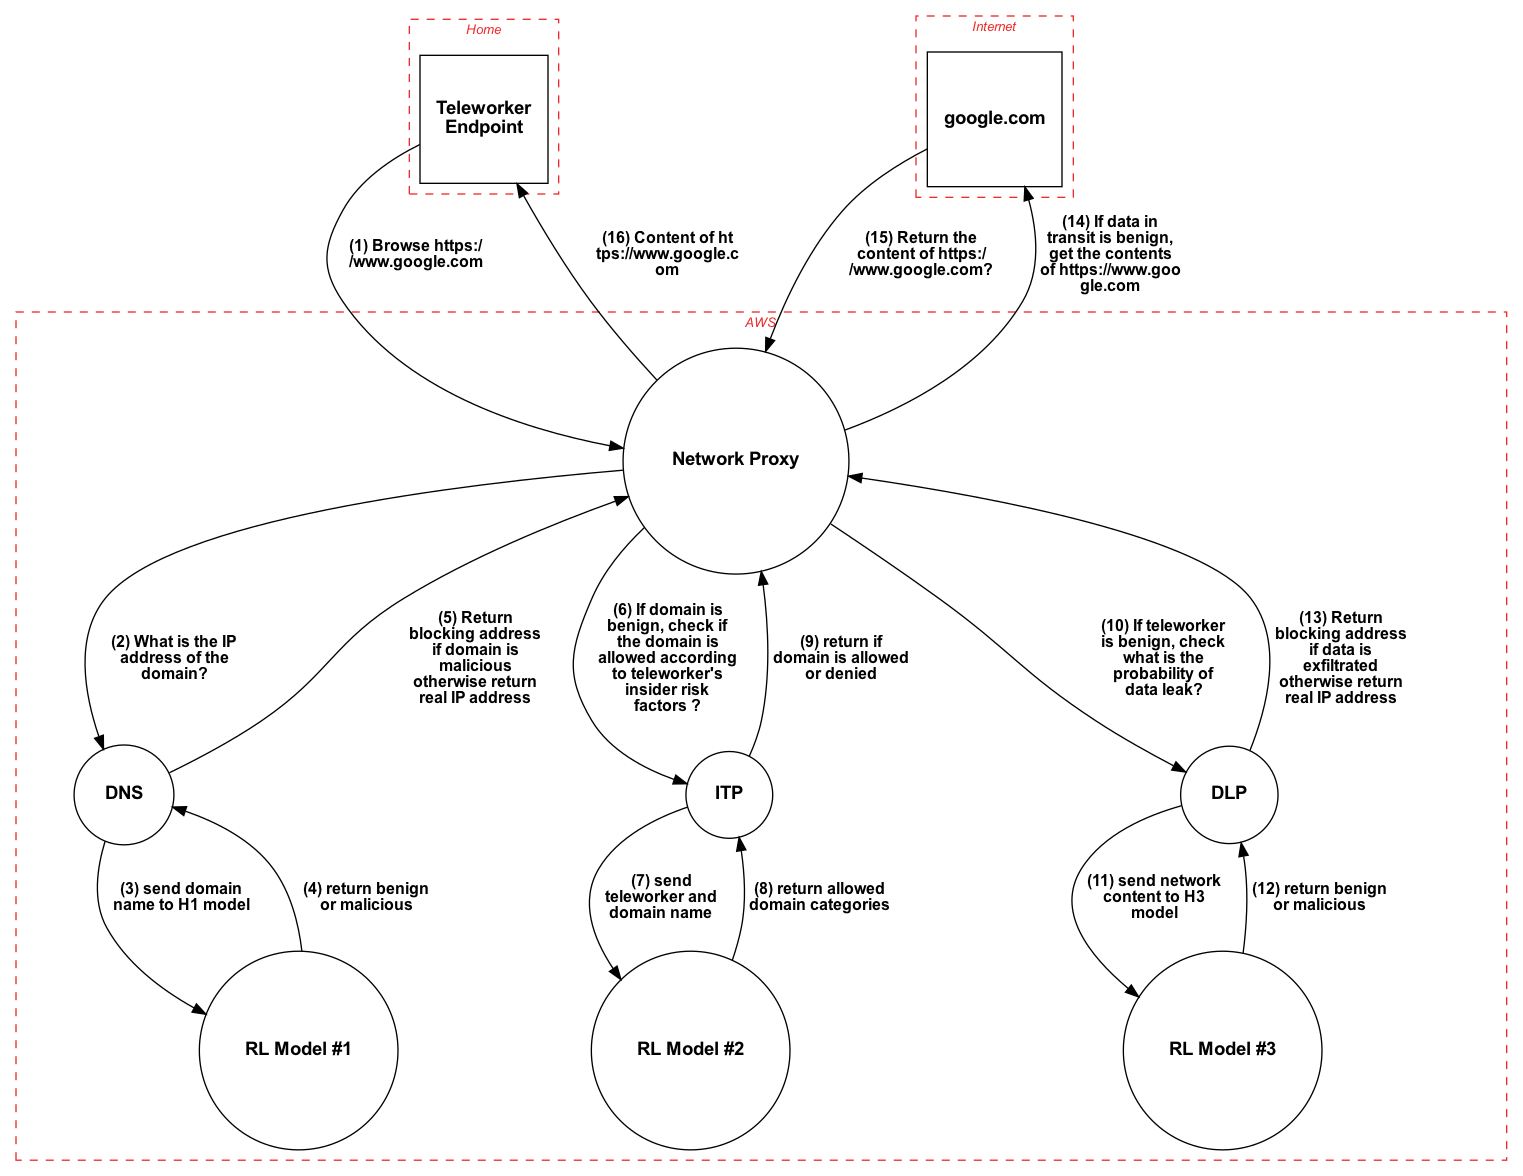 Home
Teleworker
Endpoint
Internet
google.com
(1) Browse https:/
/www.google.com
(16) Content of ht
tps://www.google.c
om
(15) Return the
content of https:/
/www.google.com?
(14) If data in
transit is benign,
get the contents
of https://www.goo
gle.com
AWS
Network Proxy
(2) What is the IP
address of the
domain?
(5) Return
blocking address
if domain is
malicious
otherwise return
real IP address
(6) If domain is
benign, check if
the domain is
allowed according
to teleworker's
insider risk
factors ?
(9) return if
domain is allowed
or denied
(10) If teleworker
is benign, check
what is the
probability of
data leak?
(13) Return
blocking address
if data is
exfiltrated
otherwise return
real IP address
DNS
ITP
DLP
(3) send domain
name to H1 model
(4) return benign
or malicious
(7) send
teleworker and
domain name
(8) return allowed
domain categories
(11) send network
content to H3
model
(12) return benign
or malicious
RL Model #1
RL Model #2
RL Model #3